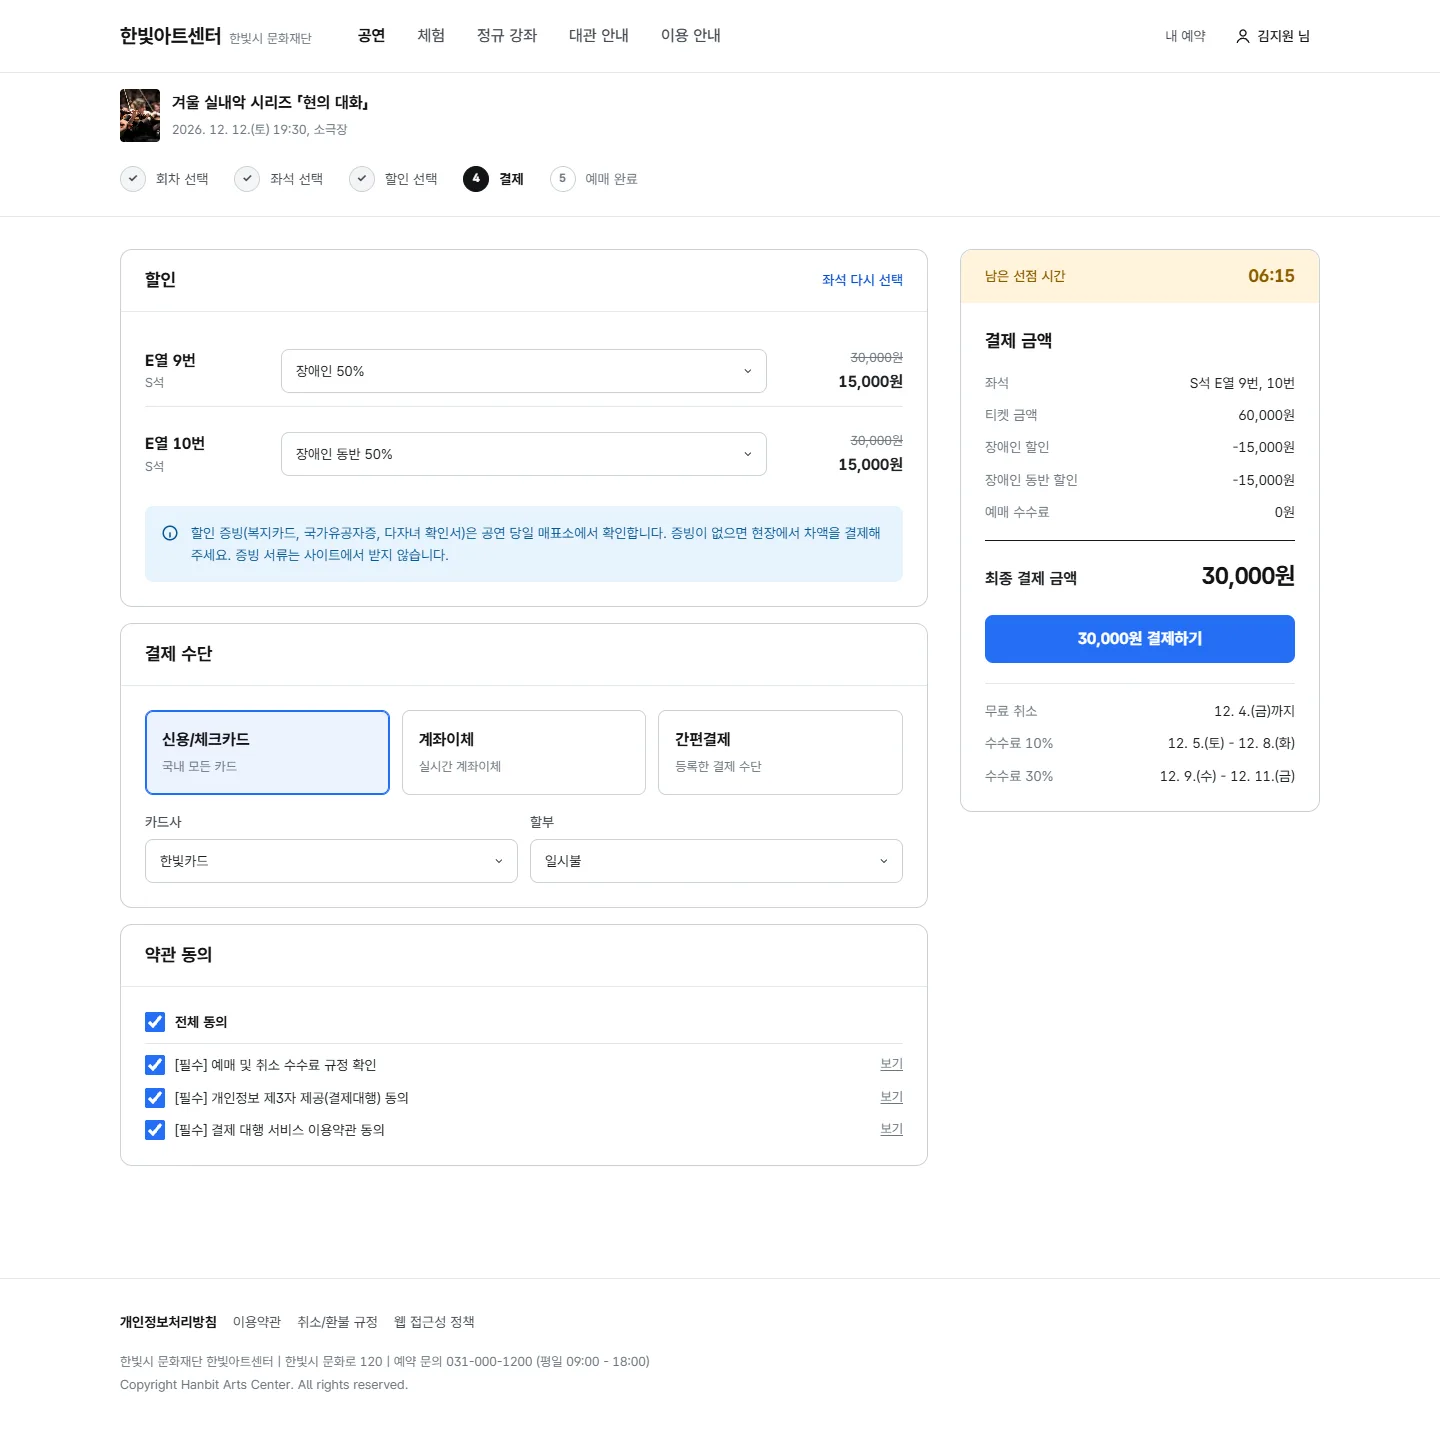 한빛아트센터 한빛시 문화재단 공연 체험 정규 강좌 대관 안내 이용 안내 내 예약 김지원 님
겨울 실내악 시리즈 「현의 대화」
2026. 12. 12.(토) 19:30, 소극장
회차 선택 좌석 선택 할인 선택 4 결제 5 예매 완료
할인 좌석 다시 선택
E열 9번
S석
장애인 50%
30,000원
15,000원
E열 10번
S석
장애인 동반 50%
30,000원
15,000원
할인 증빙(복지카드, 국가유공자증, 다자녀 확인서)은 공연 당일 매표소에서 확인합니다. 증빙이 없으면 현장에서 차액을 결제해
주세요. 증빙 서류는 사이트에서 받지 않습니다.
결제 수단
신용/체크카드
국내 모든 카드
계좌이체
실시간 계좌이체
간편결제
등록한 결제 수단
카드사
한빛카드
할부
일시불
약관 동의
전체 동의
[필수] 예매 및 취소 수수료 규정 확인 보기
[필수] 개인정보 제3자 제공(결제대행) 동의 보기
[필수] 결제 대행 서비스 이용약관 동의 보기
남은 선점 시간 06:15
결제 금액
좌석 S석 E열 9번, 10번
티켓 금액 60,000원
장애인 할인 -15,000원
장애인 동반 할인 -15,000원
예매 수수료 0원
최종 결제 금액 30,000원
30,000원 결제하기
무료 취소 12. 4.(금)까지
수수료 10% 12. 5.(토) - 12. 8.(화)
수수료 30% 12. 9.(수) - 12. 11.(금)
개인정보처리방침 이용약관 취소/환불 규정 웹 접근성 정책
한빛시 문화재단 한빛아트센터 | 한빛시 문화로 120 | 예약 문의 031-000-1200 (평일 09:00 - 18:00)
Copyright Hanbit Arts Center. All rights reserved.